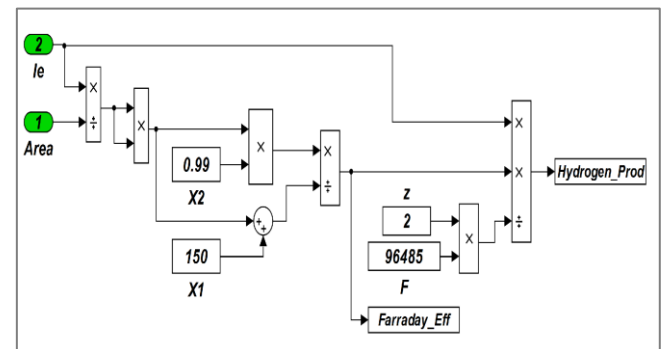 2
Ie
1
Area
×
÷
×
0.99
X2
×
×
÷
+
+
150
X1
z
2
96485
F
×
×
×
÷
Hydrogen_Prod
Farraday_Eff